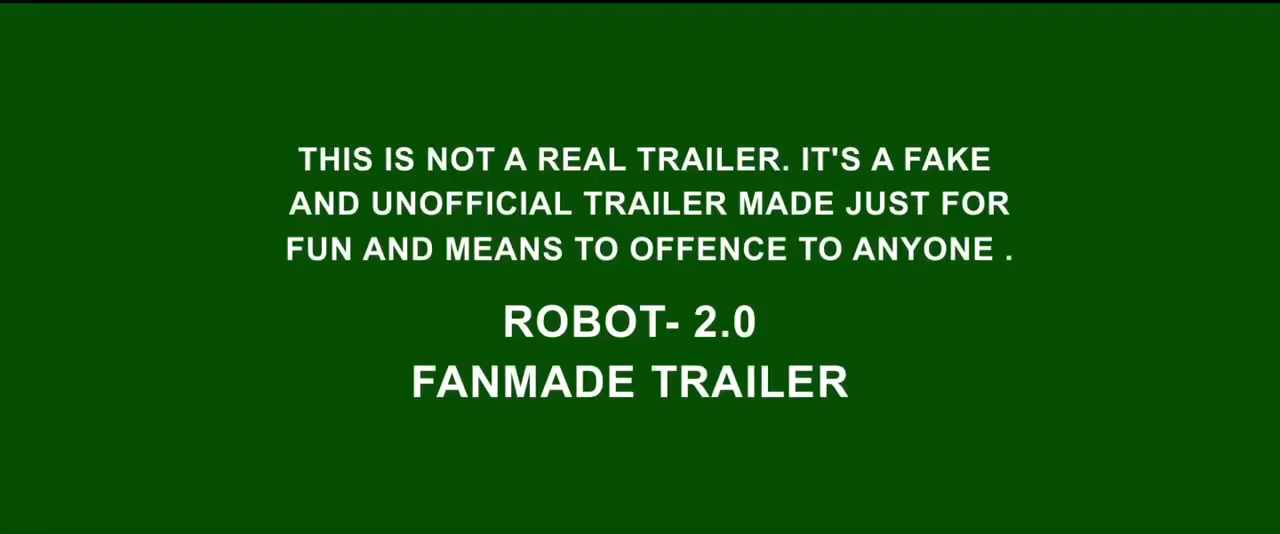 THIS IS NOT A REAL TRAILER. IT'S A FAKE
AND UNOFFICIAL TRAILER MADE JUST FOR
FUN AND MEANS TO OFFENCE TO ANYONE .
ROBOT- 2.0
FANMADE TRAILER